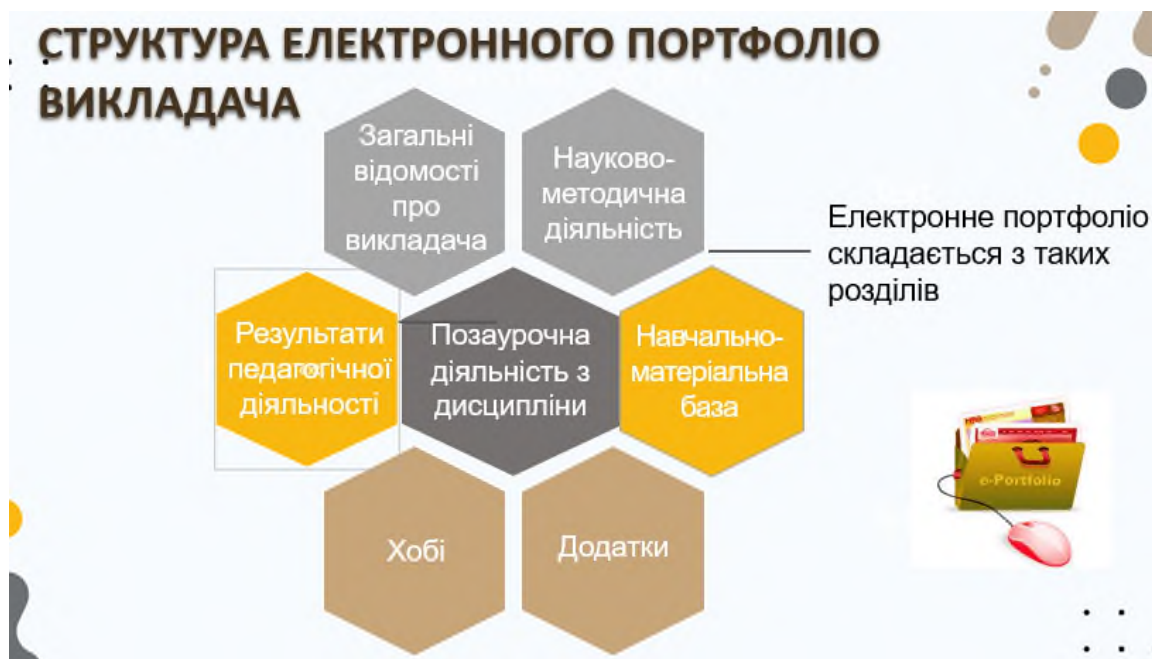 СТРУКТУРА ЕЛЕКТРОННОГО ПОРТФОЛІО
ВИКЛАДАЧА
Загальні
відомості
про
викладача
Науково-
методична
діяльність
Електронне портфоліо
складається з таких
розділів
Результати
педагогічної
діяльності
Позаурочна
діяльність з
дисципліни
Навчально-
матеріальна
база
e-Portfolio
Хобі
Додатки